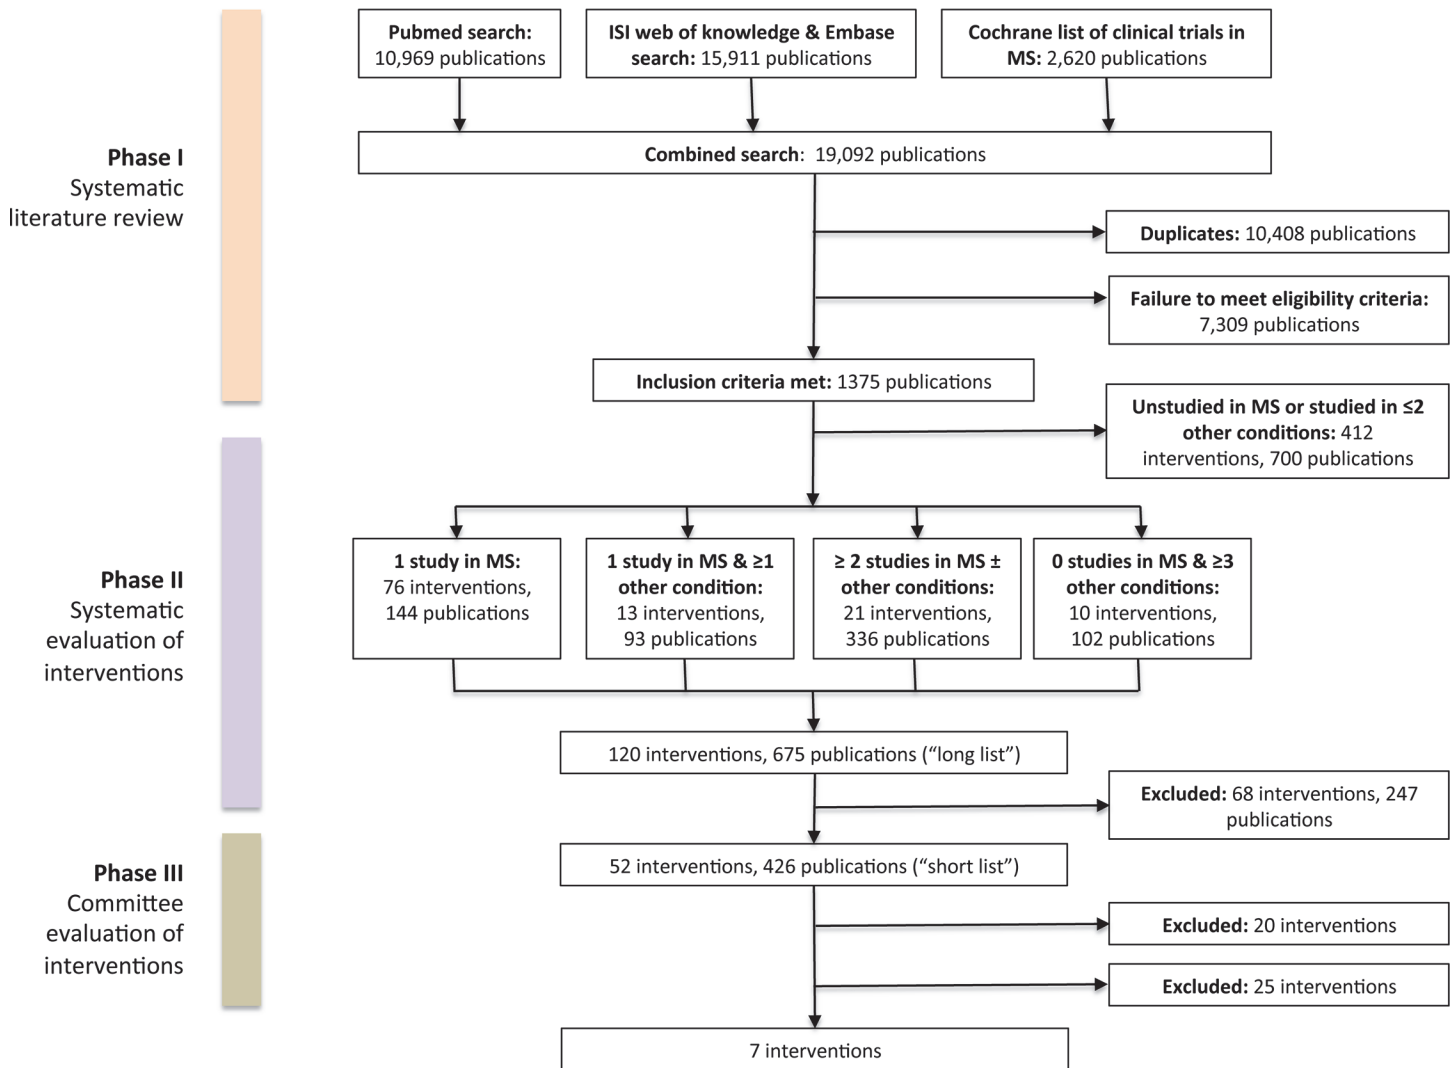 Pubmed search:
10,969 publications
ISI web of knowledge & Embase
search: 15,911 publications
Cochrane list of clinical trials in
MS: 2,620 publications
Combined search:  19,092 publications
Phase I
Systematic
literature review
Duplicates: 10,408 publications
Failure to meet eligibility criteria:
7,309 publications
Inclusion criteria met: 1375 publications
Unstudied in MS or studied in ≤2
other conditions: 412
interventions, 700 publications
Phase II
Systematic
evaluation of
interventions
1 study in MS:
76 interventions,
144 publications
1 study in MS & ≥1
other condition:
13 interventions,
93 publications
≥ 2 studies in MS ±
other conditions:
21 interventions,
336 publications
0 studies in MS & ≥3
other conditions:
10 interventions,
102 publications
120 interventions, 675 publications (“long list”)
Excluded: 68 interventions, 247
publications
Phase III
Committee
evaluation of
interventions
52 interventions, 426 publications (“short list”)
Excluded: 20 interventions
Excluded: 25 interventions
7 interventions